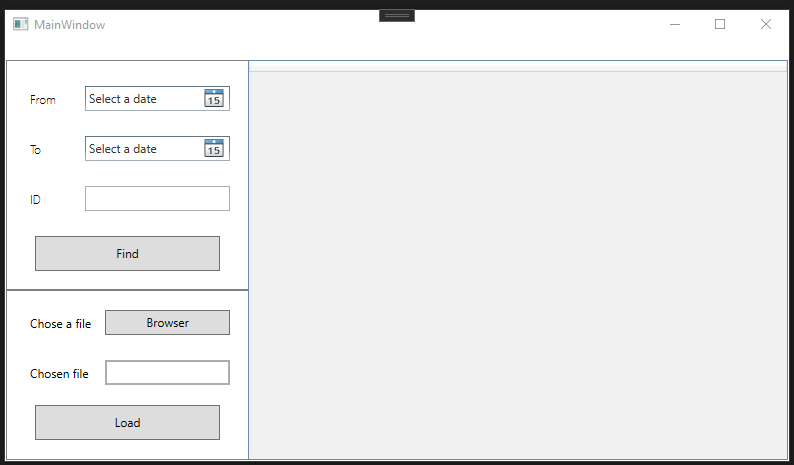 MainWindow
From
Select a date
15
To
Select a date
15
ID
Find
Chose a file
Browser
Chosen file
Load